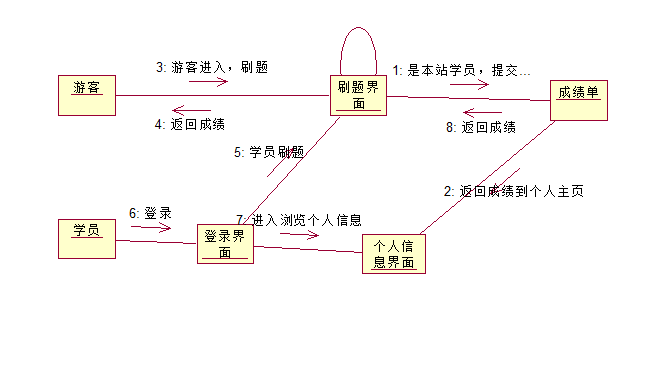 3: 游客进入，刷题
1: 是本站学员，提交...
游客
刷题界
面
成绩单
4: 返回成绩
8: 返回成绩
5: 学员刷题
2: 返回成绩到个人主页
6: 登录
7: 进入浏览个人信息
学员
登录界
面
个人信
息界面